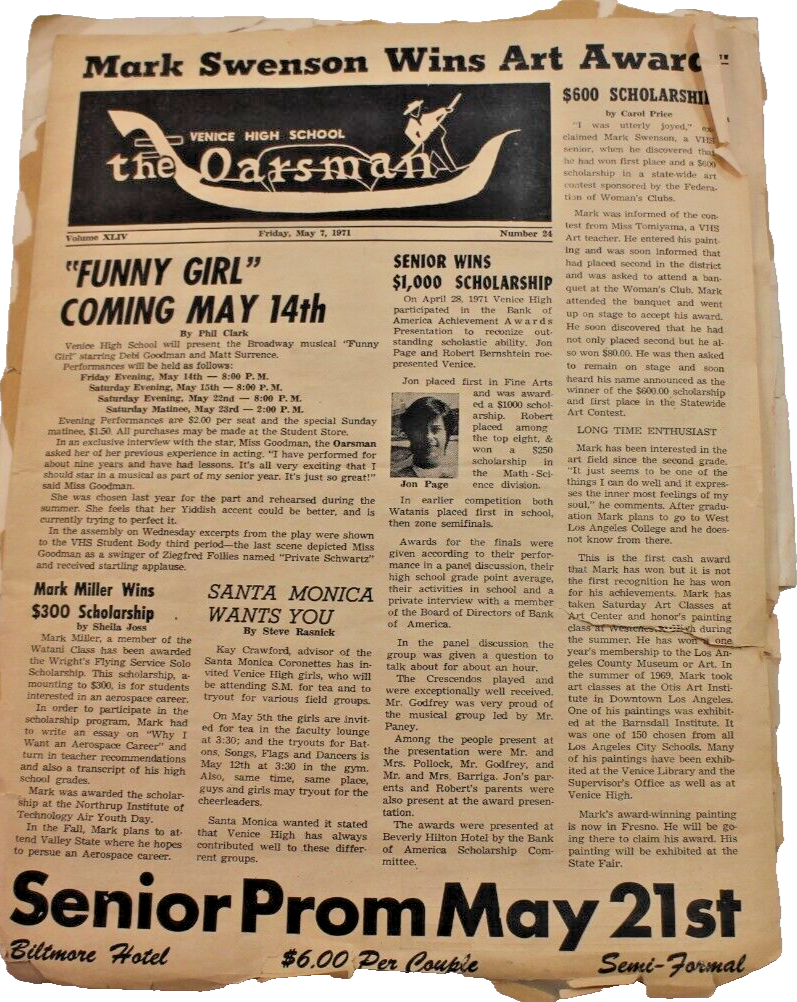 Mark Swenson Wins Art Award
VENICE HIGH SCHOOL
the Oarsman
Volume XLIV
Friday, May 7, 1971
Number 24
"FUNNY GIRL"
COMING MAY 14th
By Phil Clark
Venice High School will present the Broadway musical "Funny
Girl" starring Debi Goodman and Matt Surrence.
Performances will be held as follows:
Friday Evening, May 14th — 8:00 P. M.
Saturday Evening, May 15th — 8:00 P. M.
Saturday Evening, May 22nd — 8:00 P. M.
Saturday Matinee, May 23rd — 2:00 P. M.
Evening Performances are $2.00 per seat and the special Sunday
matinee, $1.50. All purchases may be made at the Student Store.
In an exclusive interview with the star, Miss Goodman, the Oarsman
asked her of her previous experience in acting. "I have performed for
about nine years and have had lessons. It's all very exciting that I
should star in a musical as part of my senior year. It's just so great!"
said Miss Goodman.
She was chosen last year for the part and rehearsed during the
summer. She feels that her Yiddish accent could be better, and is
currently trying to perfect it.
In the assembly on Wednesday excerpts from the play were shown
to the VHS Student Body third period—the last scene depicted Miss
Goodman as a swinger of Ziegfred Follies named "Private Schwartz"
and received startling applause.
Mark Miller Wins
$300 Scholarship
by Sheila Joss
Mark Miller, a member of the
Watani Class has been awarded
the Wright's Flying Service Solo
Scholarship. This scholarship, a-
mounting to $300, is for students
interested in an aerospace career.
In order to participate in the
scholarship program, Mark had
to write an essay on "Why I
Want an Aerospace Career" and
turn in teacher recommendations
and also a transcript of his high
school grades.
Mark was awarded the scholar-
ship at the Northrup Institute of
Technology Air Youth Day.
In the Fall, Mark plans to at-
tend Valley State where he hopes
to persue an Aerospace career.
SANTA MONICA
WANTS YOU
By Steve Rasnick
Kay Crawford, advisor of the
Santa Monica Coronettes has in-
vited Venice High girls, who will
be attending S.M. for tea and to
tryout for various field groups.
On May 5th the girls are invit-
ed for tea in the faculty lounge
at 3:30; and the tryouts for Bat-
ons, Songs, Flags and Dancers is
May 12th at 3:30 in the gym.
Also, same time, same place,
guys and girls may tryout for the
cheerleaders.
Santa Monica wanted it stated
that Venice High has always
contributed well to these differ-
ent groups.
SENIOR WINS
$1,000 SCHOLARSHIP
On April 28, 1971 Venice High
participated in the Bank of
America Achievement Awards
Presentation to reconize out-
standing scholastic ability. Jon
Page and Robert Bernshtein roe-
presented Venice.
Jon placed first in Fine Arts
and was award-
ed a $1000 schol-
arship. Robert
placed among
the top eight, &
won a $250
scholarship in
the Math-Sci-
ence division.
Jon Page
In earlier competition both
Watanis placed first in school,
then zone semifinals.
Awards for the finals were
given according to their perfor-
mance in a panel discussion, their
high school grade point average,
their activities in school and a
private interview with a member
of the Board of Directors of Bank
of America.
In the panel discussion the
group was given a question to
talk about for about an hour.
The Crescendos played and
were exceptionally well received.
Mr. Godfrey was very proud of
the musical group led by Mr.
Paney.
Among the people present at
the presentation were Mr. and
Mrs. Pollock, Mr. Godfrey, and
Mr. and Mrs. Barriga. Jon's par-
ents and Robert's parents were
also present at the award presen-
tation.
The awards were presented at
Beverly Hilton Hotel by the Bank
of America Scholarship Com-
mittee.
$600 SCHOLARSHIP
by Carol Price
"I was utterly joyed," ex-
claimed Mark Swenson, a VHS
senior, when he discovered that
he had won first place and a $600
scholarship in a state-wide art
contest sponsored by the Federa-
tion of Woman's Clubs.
Mark was informed of the con-
test from Miss Tomiyama, a VHS
Art teacher. He entered his paint-
ing and was soon informed that
had placed second in the district
and was asked to attend a ban-
quet at the Woman's Club. Mark
attended the banquet and went
up on stage to accept his award.
He soon discovered that he had
not only placed second but he al-
so won $80.00. He was then asked
to remain on stage and soon
heard his name announced as the
winner of the $600.00 scholarship
and first place in the Statewide
Art Contest.
LONG TIME ENTHUSIAST
Mark has been interested in the
art field since the second grade.
"It just seems to be one of the
things I can do well and it expres-
ses the inner most feelings of my
soul," he comments. After gradu-
ation Mark plans to go to West
Los Angeles College and he does-
not know from there.
This is the first cash award
that Mark has won but it is not
the first recognition he has won
for his achievements. Mark has
taken Saturday Art Classes at
Art Center and honor's painting
class at High during
the summer. He has won a one
year's membership to the Los An-
geles County Museum or Art. In
the summer of 1969, Mark took
art classes at the Otis Art Insti-
tute in Downtown Los Angeles.
One of his paintings was exhibit-
ed at the Barnsdall Institute. It
was one of 150 chosen from all
Los Angeles City Schools. Many
of his paintings have been exhib-
ited at the Venice Library and the
Supervisor's Office as well as at
Venice High.
Mark's award-winning painting
is now in Fresno. He will be go-
ing there to claim his award. His
painting will be exhibited at the
State Fair.
Senior Prom May 21st
Biltmore Hotel
$6.00 Per Couple
Semi-Formal